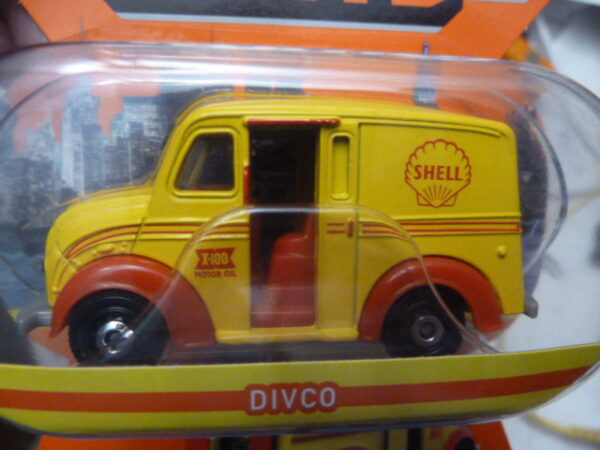 SHELL
X-100
MOTOR OIL
DIVCO